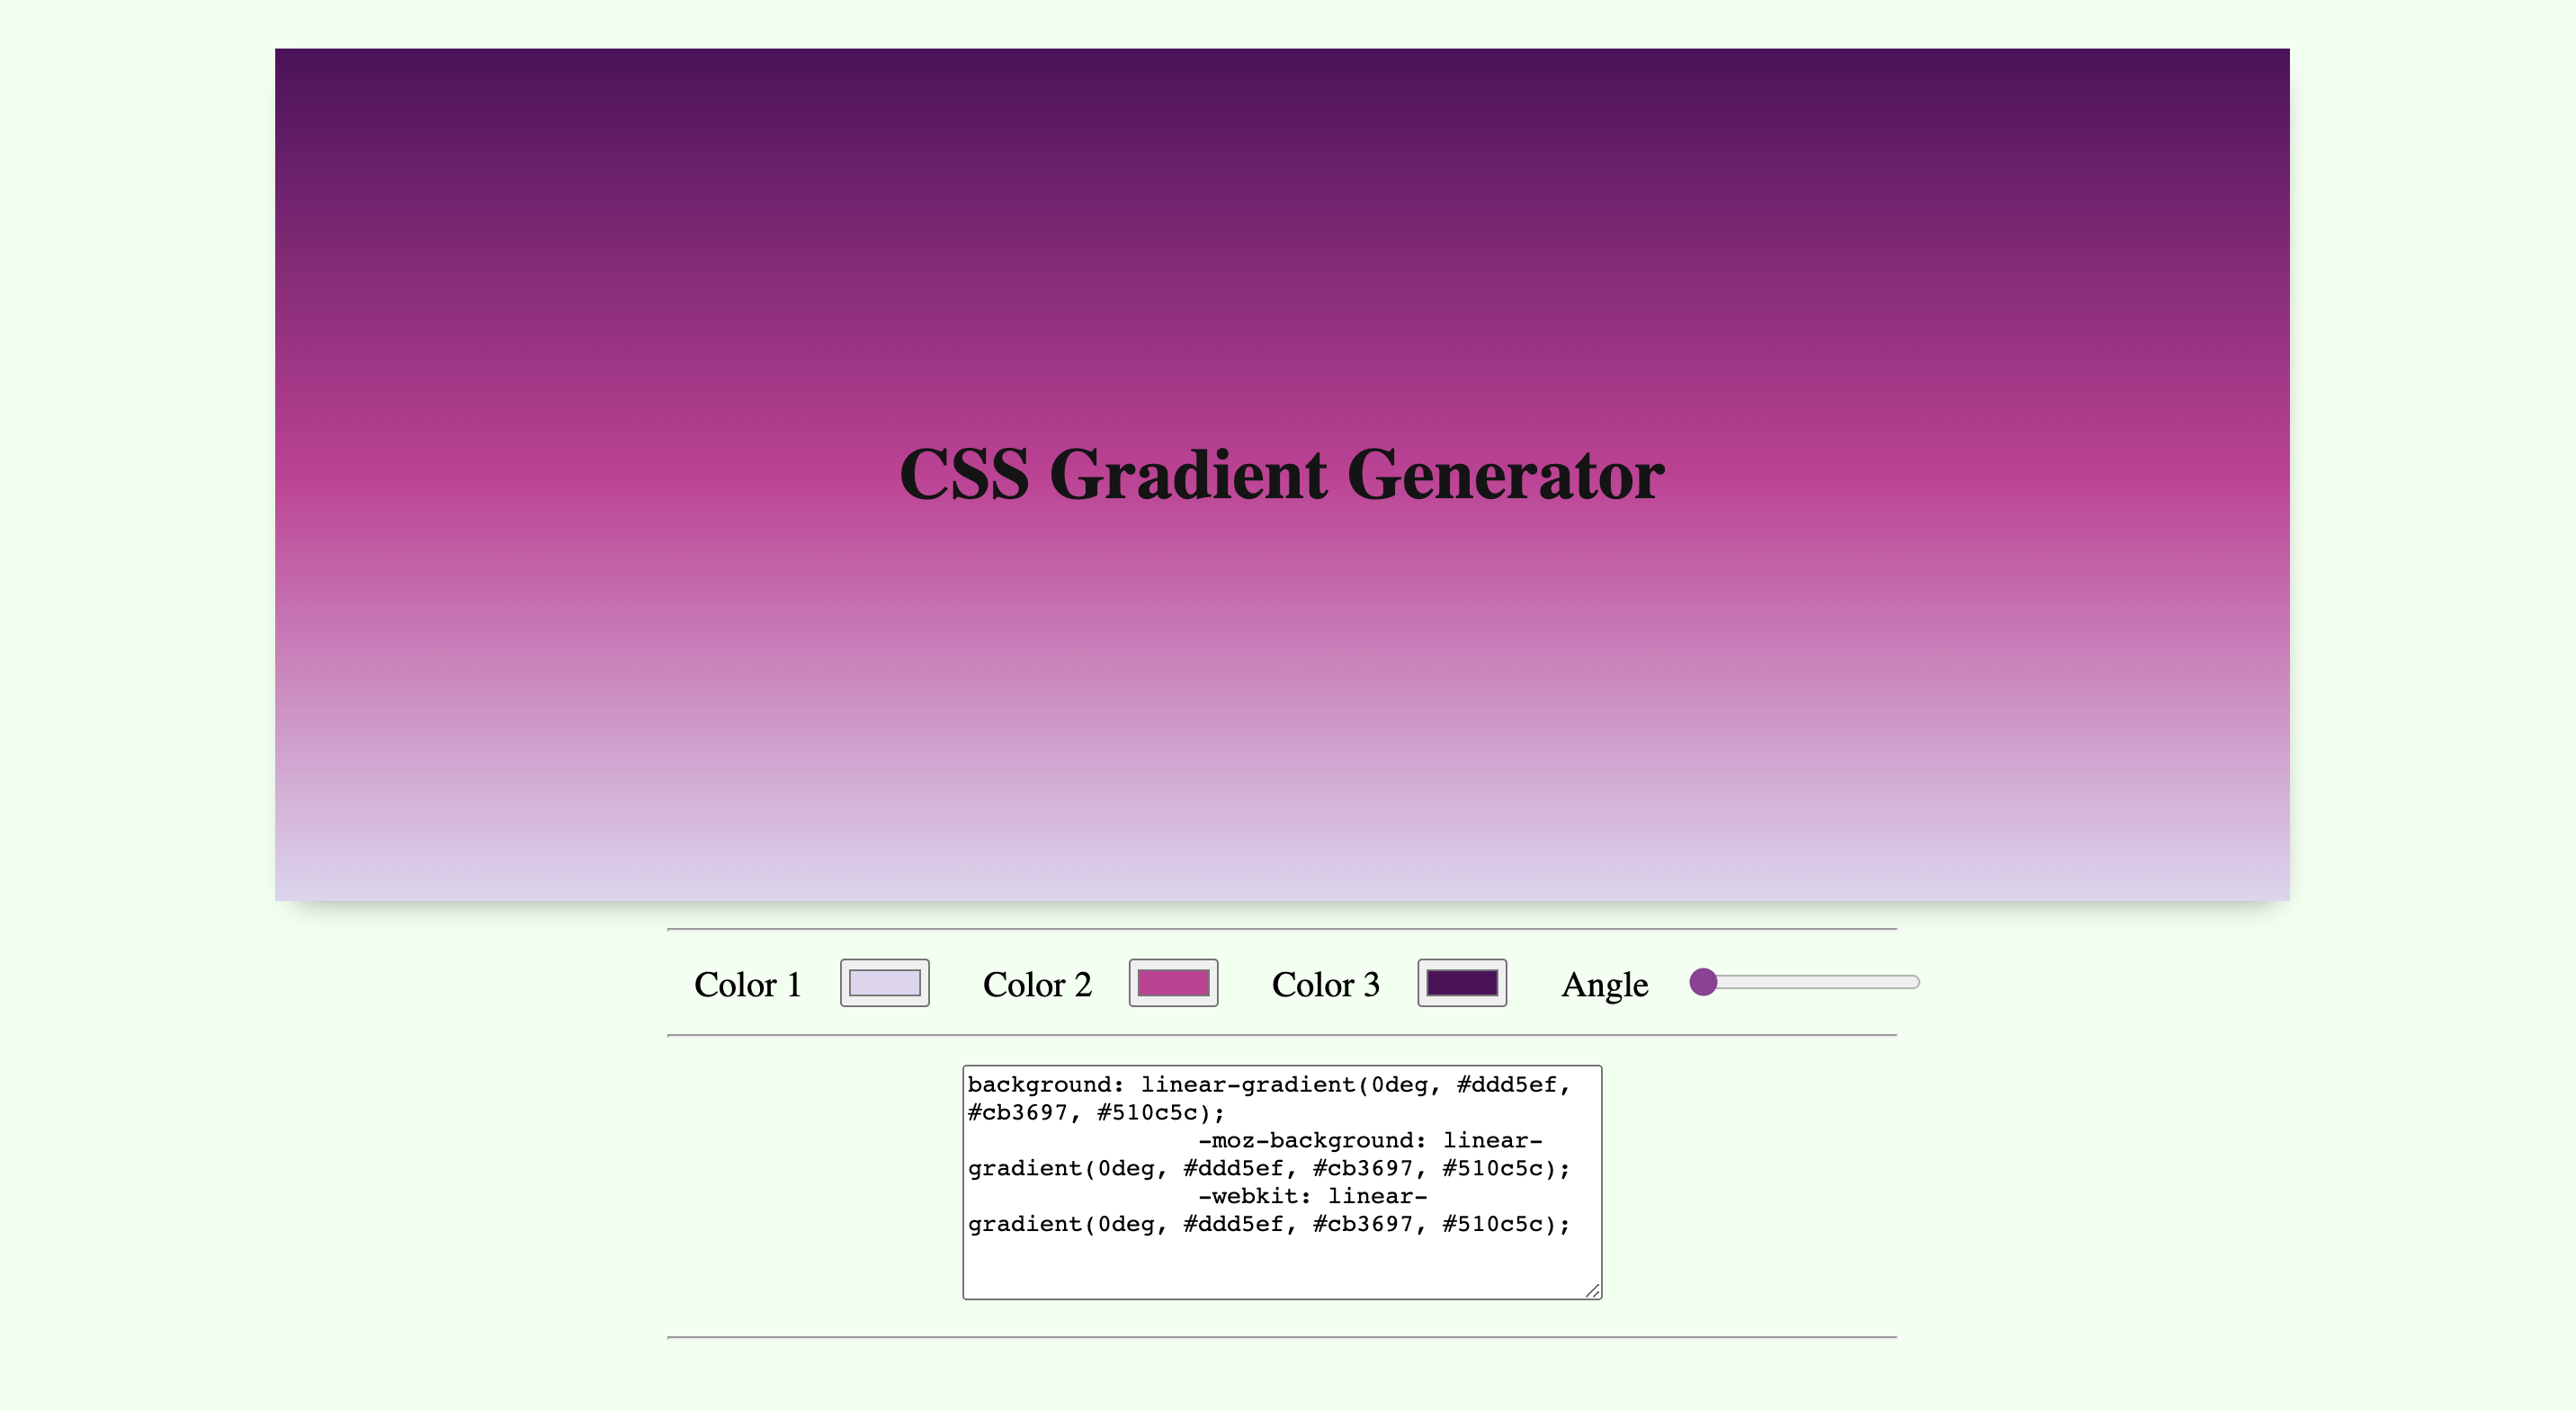 CSS Gradient Generator
Color 1 Color 2 Color 3 Angle
background: linear-gradient(0deg, #ddd5ef,
#cb3697, #510c5c);
-moz-background: linear-
gradient(0deg, #ddd5ef, #cb3697, #510c5c);
-webkit: linear-
gradient(0deg, #ddd5ef, #cb3697, #510c5c);